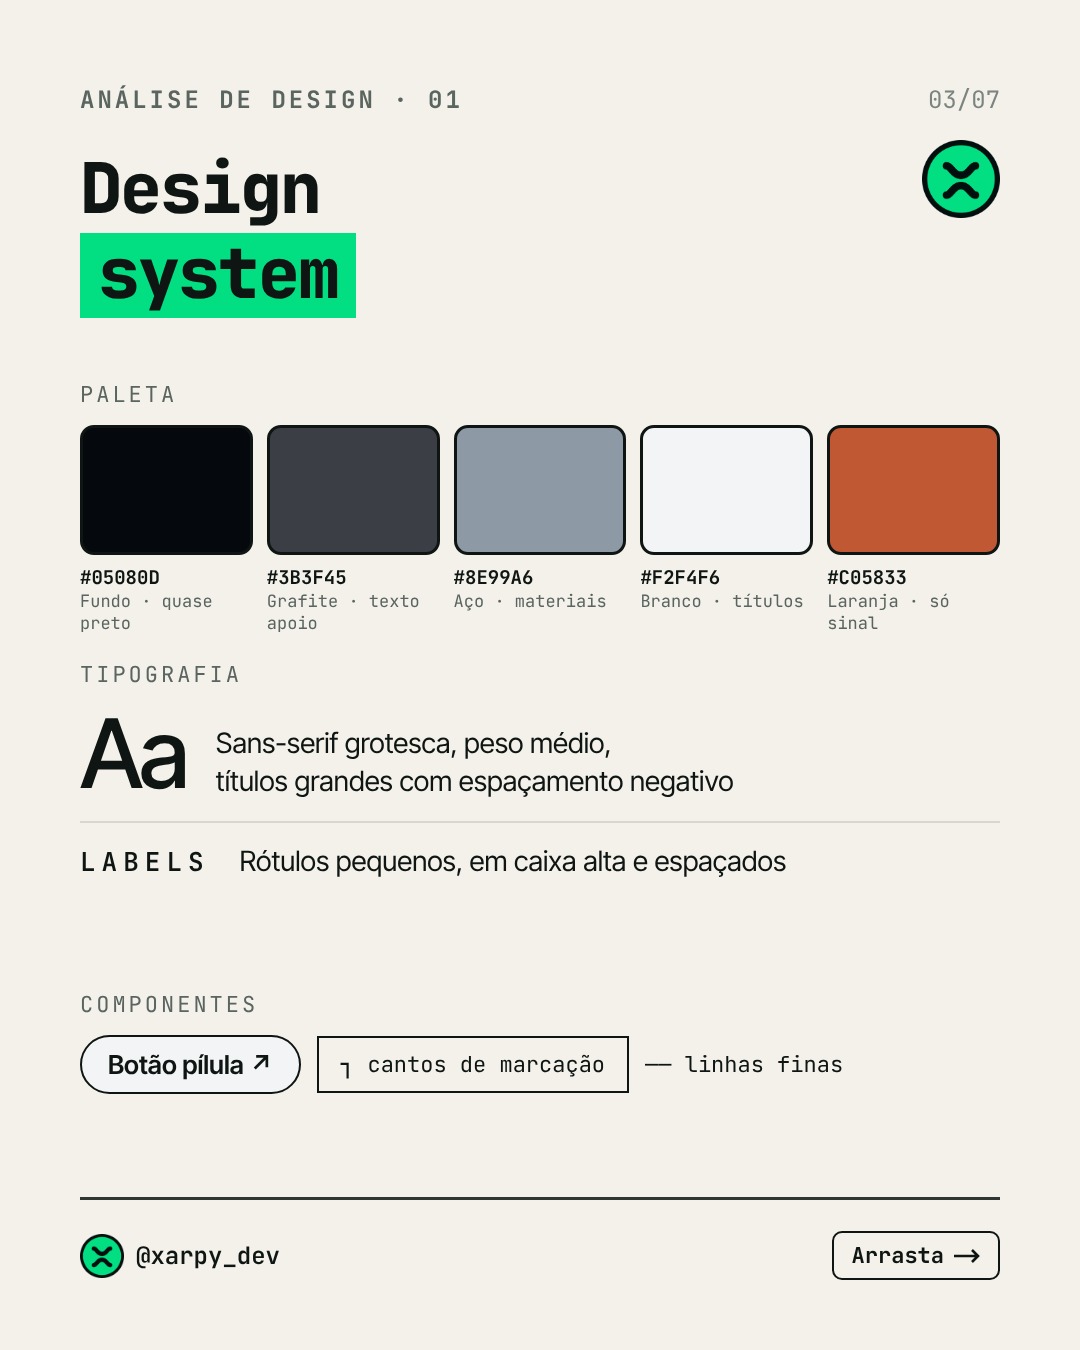 ANÁLISE DE DESIGN · 01
03/07
Design
system
PALETA
#05080D
Fundo · quase
preto
#3B3F45
Grafite · texto
apoio
#8E99A6
Aço · materiais
#F2F4F6
Branco · títulos
#C05833
Laranja · só
sinal
TIPOGRAFIA
Aa
Sans-serif grotesca, peso médio,
títulos grandes com espaçamento negativo
LABELS
Rótulos pequenos, em caixa alta e espaçados
COMPONENTES
Botão pílula ↗
┐ cantos de marcação
── linhas finas
@xarpy_dev
Arrasta →